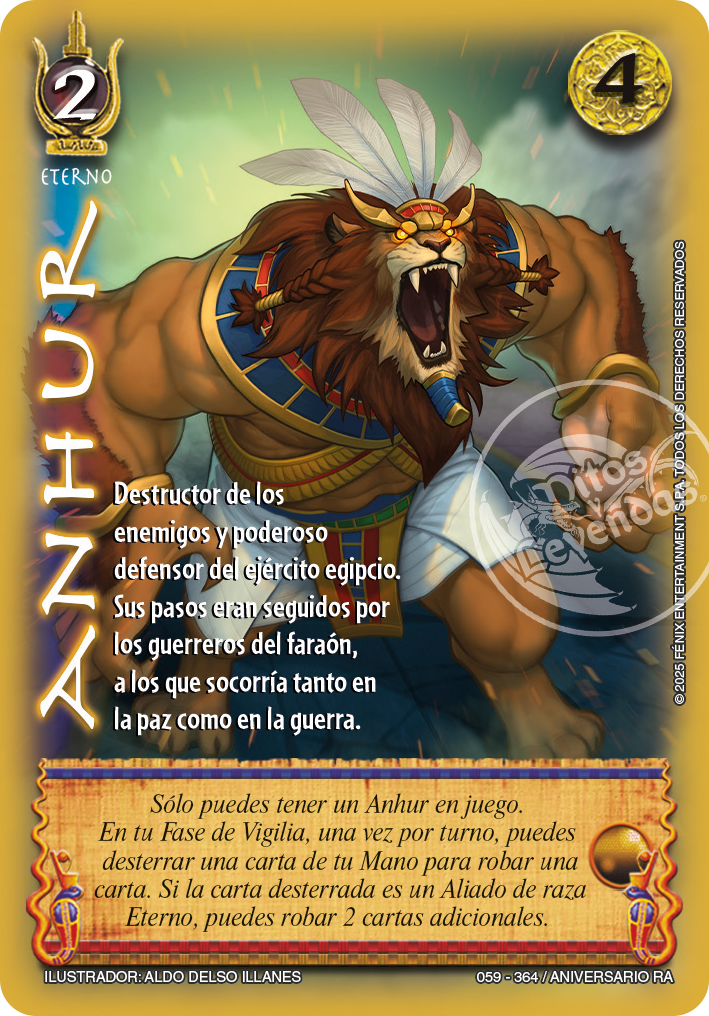 2
4
ETERNO
ANHUR
Destructor de los
enemigos y poderoso
defensor del ejército egipcio.
Sus pasos eran seguidos por
los guerreros del faraón,
a los que socorría tanto en
la paz como en la guerra.
© 2025 FÉNIX ENTERTAINMENT S.P.A. TODOS LOS DERECHOS RESERVADOS
Mitos y Leyendas
Sólo puedes tener un Anhur en juego.
En tu Fase de Vigilia, una vez por turno, puedes
desterrar una carta de tu Mano para robar una
carta. Si la carta desterrada es un Aliado de raza
Eterno, puedes robar 2 cartas adicionales.
ILUSTRADOR: ALDO DELSO ILLANES
059 - 364 / ANIVERSARIO RA